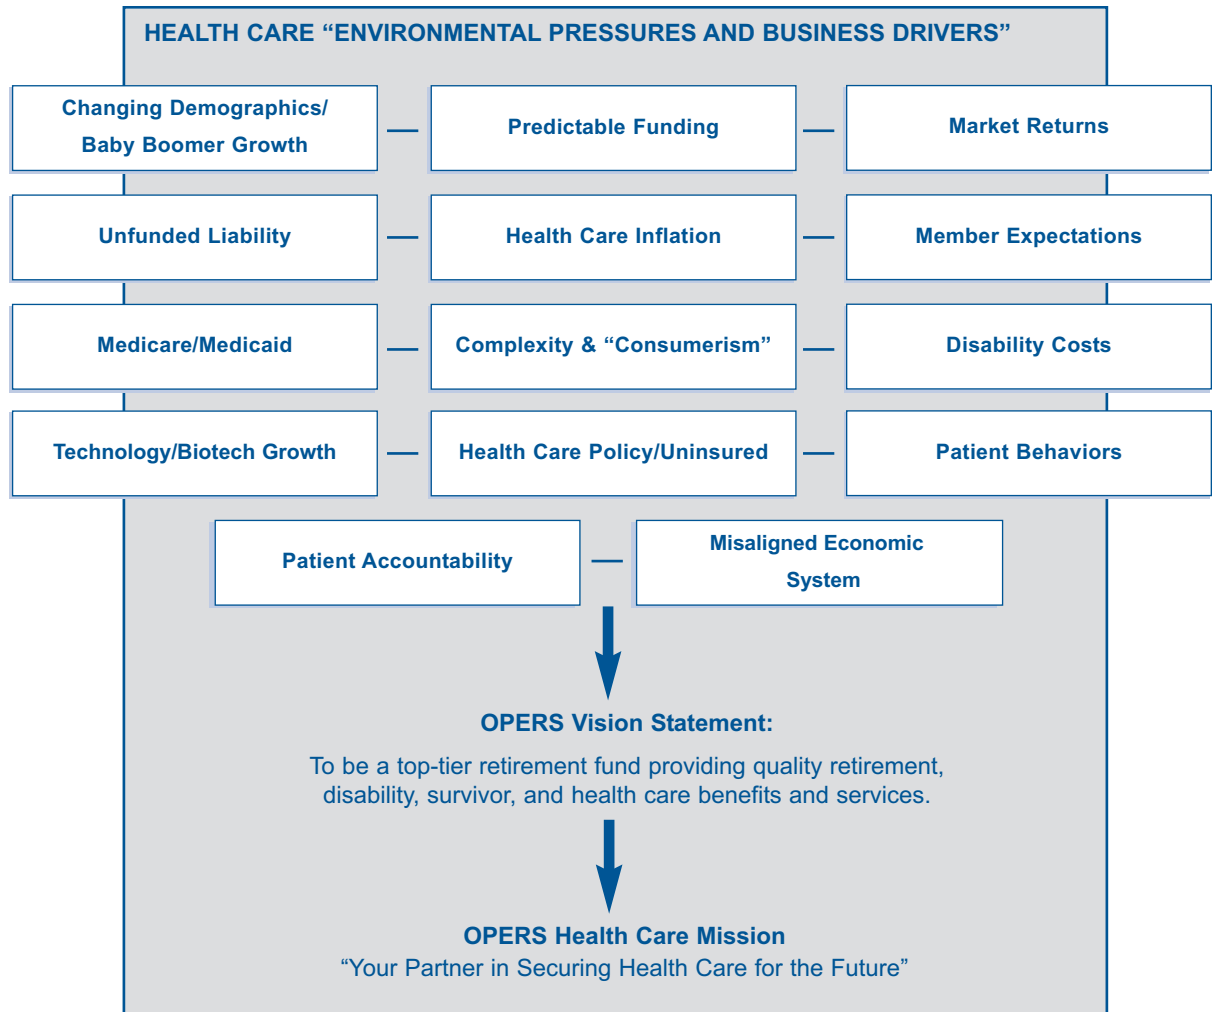 HEALTH CARE “ENVIRONMENTAL PRESSURES AND BUSINESS DRIVERS”
Changing Demographics/
Baby Boomer Growth
Predictable Funding
Market Returns
Unfunded Liability
Health Care Inflation
Member Expectations
Medicare/Medicaid
Complexity & “Consumerism”
Disability Costs
Technology/Biotech Growth
Health Care Policy/Uninsured
Patient Behaviors
Patient Accountability
Misaligned Economic
System
OPERS Vision Statement:
To be a top-tier retirement fund providing quality retirement,
disability, survivor, and health care benefits and services.
OPERS Health Care Mission
“Your Partner in Securing Health Care for the Future”